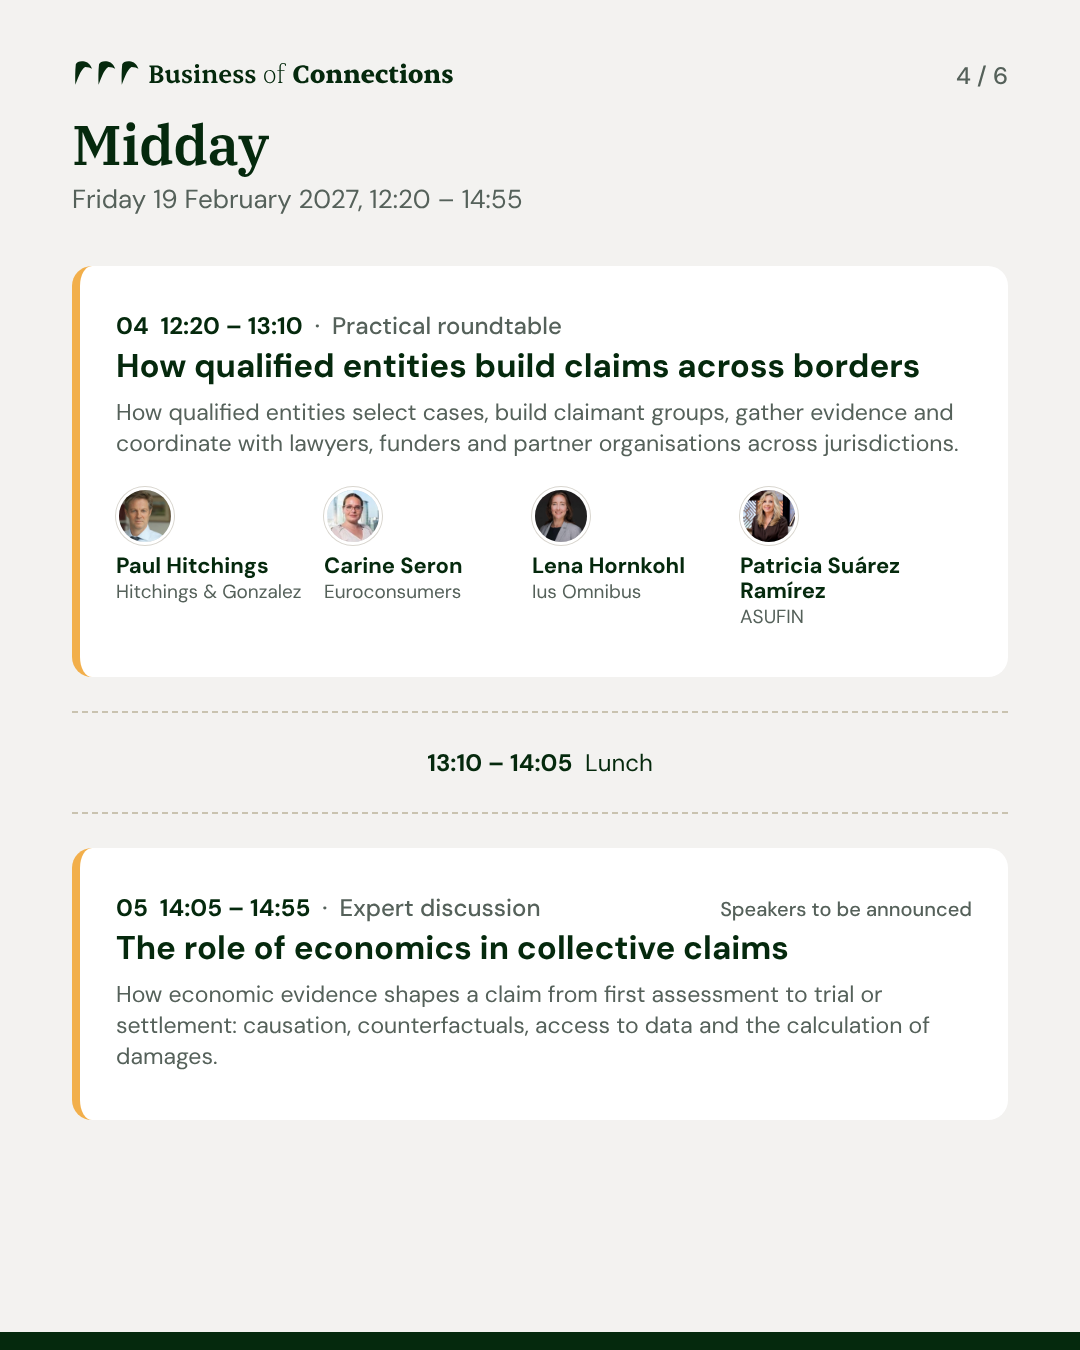 Business of Connections
4 / 6
Midday
Friday 19 February 2027, 12:20 – 14:55
04 12:20 – 13:10 · Practical roundtable
How qualified entities build claims across borders
How qualified entities select cases, build claimant groups, gather evidence and
coordinate with lawyers, funders and partner organisations across jurisdictions.
Paul Hitchings
Hitchings & Gonzalez
Carine Seron
Euroconsumers
Lena Hornkohl
Ius Omnibus
Patricia Suárez
Ramírez
ASUFIN
13:10 – 14:05 Lunch
05 14:05 – 14:55 · Expert discussion
Speakers to be announced
The role of economics in collective claims
How economic evidence shapes a claim from first assessment to trial or
settlement: causation, counterfactuals, access to data and the calculation of
damages.